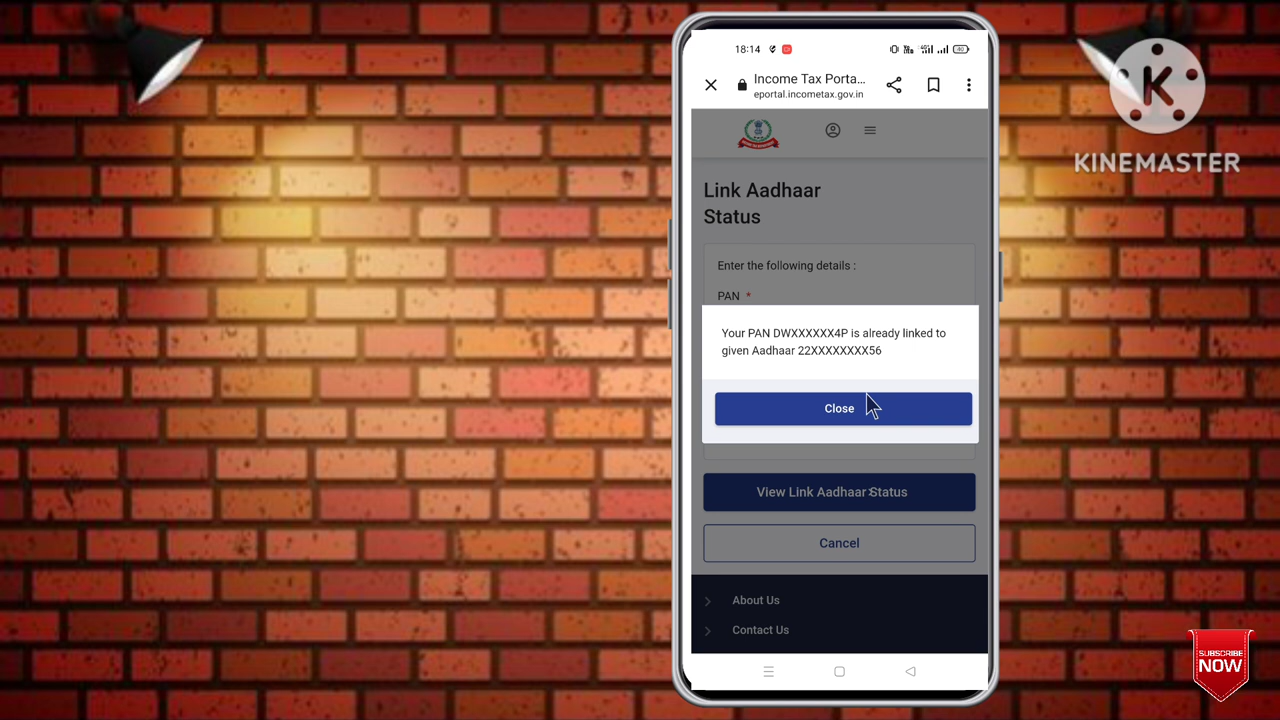 18:14
Income Tax Porta...
eportal.incometax.gov.in
Link Aadhaar
Status
Enter the following details :
PAN *
Your PAN DWXXXXXX4P is already linked to
given Aadhaar 22XXXXXXXX56
Close
View Link Aadhaar Status
Cancel
About Us
Contact Us
K
KINEMASTER
SUBSCRIBE
NOW